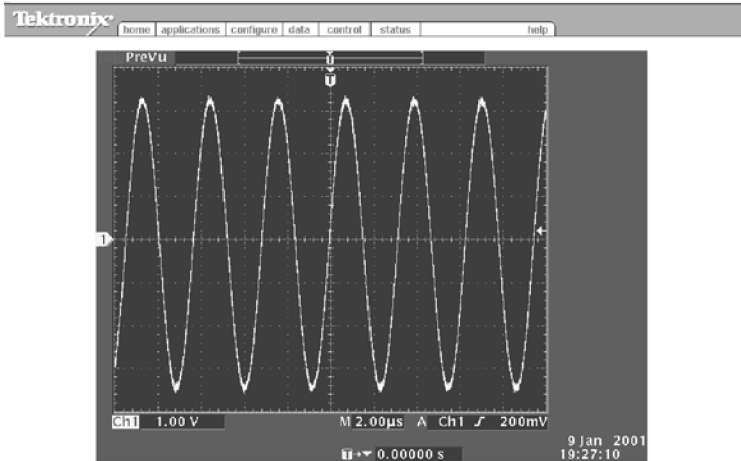 Tektronix
home applications configure data control status help
PreVu
T
1
Ch1 1.00 V M 2.00µs A Ch1 200mV
0.00000 s
9 Jan 2001
19:27:10